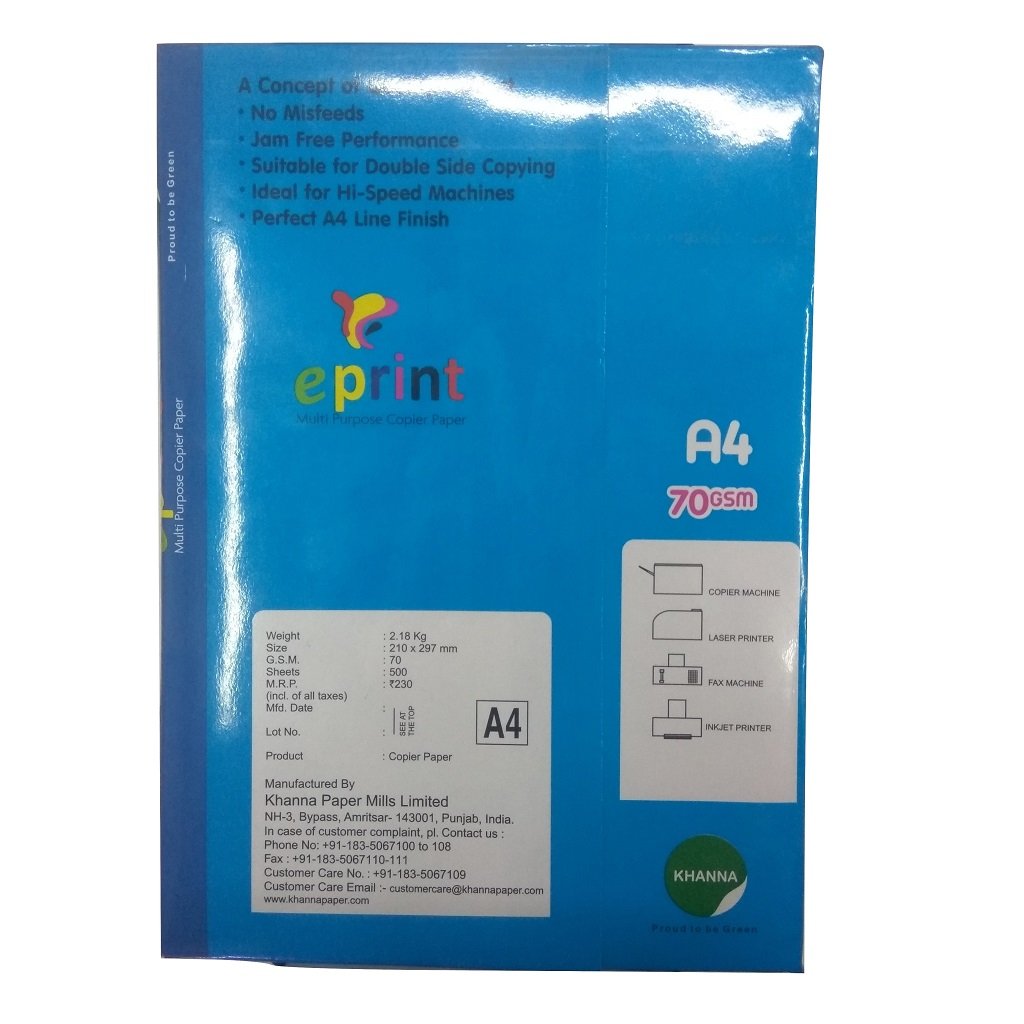 A Concept of
• No Misfeeds
• Jam Free Performance
• Suitable for Double Side Copying
• Ideal for Hi-Speed Machines
• Perfect A4 Line Finish
Proud to be Green
Multi Purpose Copier Paper
eprint
Multi Purpose Copier Paper
A4
70GSM
COPIER MACHINE
LASER PRINTER
FAX MACHINE
INKJET PRINTER
Weight : 2.18 Kg
Size : 210 x 297 mm
G.S.M. : 70
Sheets : 500
M.R.P. : ₹230
(incl. of all taxes)
Mfd. Date :
Lot No. :
SEE AT
THE TOP
A4
Product : Copier Paper
Manufactured By
Khanna Paper Mills Limited
NH-3, Bypass, Amritsar- 143001, Punjab, India.
In case of customer complaint, pl. Contact us :
Phone No: +91-183-5067100 to 108
Fax : +91-183-5067110-111
Customer Care No. : +91-183-5067109
Customer Care Email :- customercare@khannapaper.com
www.khannapaper.com
KHANNA
Proud to be Green